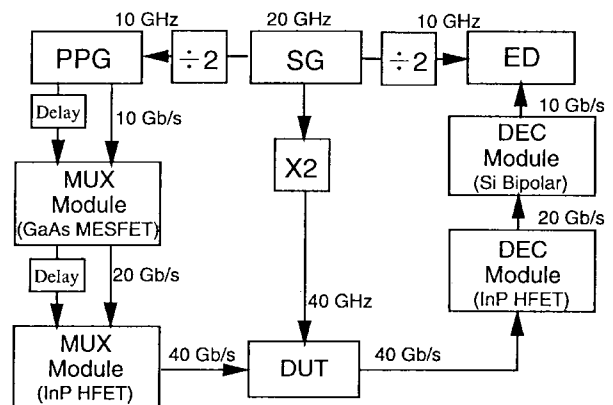 10 GHz
20 GHz
10 GHz
PPG
÷2
SG
÷2
ED
Delay
10 Gb/s
10 Gb/s
X2
DEC
Module
(Si Bipolar)
MUX
Module
(GaAs MESFET)
20 Gb/s
Delay
20 Gb/s
DEC
Module
(InP HFET)
40 GHz
MUX
Module
(InP HFET)
40 Gb/s
DUT
40 Gb/s